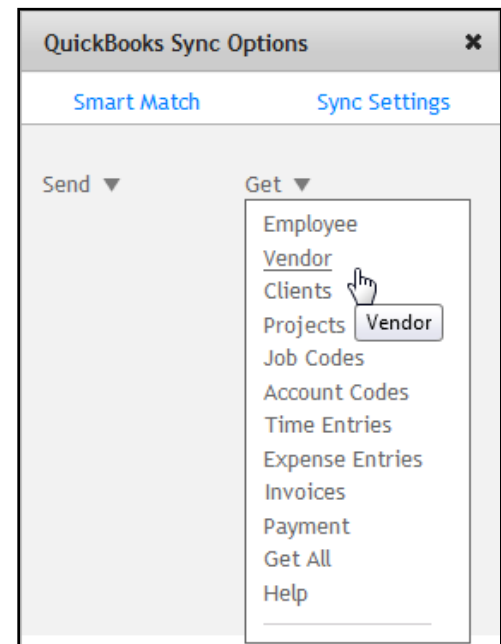 QuickBooks Sync Options ✖
Smart Match Sync Settings
Send ▼ Get ▼
Employee
Vendor
Clients
Projects Vendor
Job Codes
Account Codes
Time Entries
Expense Entries
Invoices
Payment
Get All
Help